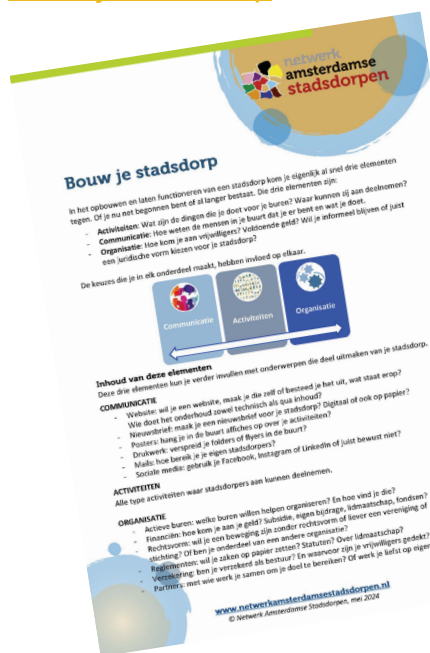 netwerk
amsterdamse
stadsdorpen
Bouw je stadsdorp
In het opbouwen en laten functioneren van een stadsdorp kom je eigenlijk al snel drie elementen
tegen. Of je nu net begonnen bent of al langer bestaat. Die drie elementen zijn:
- Activiteiten: Wat zijn de dingen die je doet voor je buren? Waar kunnen zij aan deelnemen?
- Communicatie: Hoe weten de mensen in je buurt dat je er bent en wat je doet.
- Organisatie: Hoe kom je aan vrijwilligers? Voldoende geld? Wil je informeel blijven of juist
een juridische vorm kiezen voor je stadsdorp?
De keuzes die je in elk onderdeel maakt, hebben invloed op elkaar.
Communicatie
Activiteiten
Organisatie
Inhoud van deze elementen
Deze drie elementen kun je verder invullen met onderwerpen die deel uitmaken van je stadsdorp.
COMMUNICATIE
- Website: wil je een website, maak je die zelf of besteed je het uit, wat staat erop?
Wie doet het onderhoud zowel technisch als qua inhoud?
- Nieuwsbrief: maak je een nieuwsbrief voor je stadsdorp? Digitaal of ook op papier?
- Posters: hang je in de buurt affiches op over je activiteiten?
- Drukwerk: verspreid je folders of flyers in de buurt?
- Mails: hoe bereik je je eigen stadsdorpers?
- Sociale media: gebruik je Facebook, Instagram of LinkedIn of juist bewust niet?
ACTIVITEITEN
Alle type activiteiten waar stadsdorpers aan kunnen deelnemen.
ORGANISATIE
- Actieve buren: welke buren willen helpen organiseren? En hoe vind je die?
- Financiën: hoe kom je aan geld? Subsidie, eigen bijdrage, lidmaatschap, fondsen?
- Rechtsvorm: wil je een beweging zijn zonder rechtsvorm of liever een vereniging of
stichting? Of ben je onderdeel van een andere organisatie?
- Reglementen: wil je zaken op papier zetten? Statuten? Over lidmaatschap?
- Verzekering: ben je verzekerd als bestuur? En waarvoor zijn je vrijwilligers gedekt?
- Partners: met wie werk je samen om je doel te bereiken? Of werk je liefst op eigen
www.netwerkamsterdamsestadsdorpen.nl
© Netwerk Amsterdamse Stadsdorpen, mei 2024